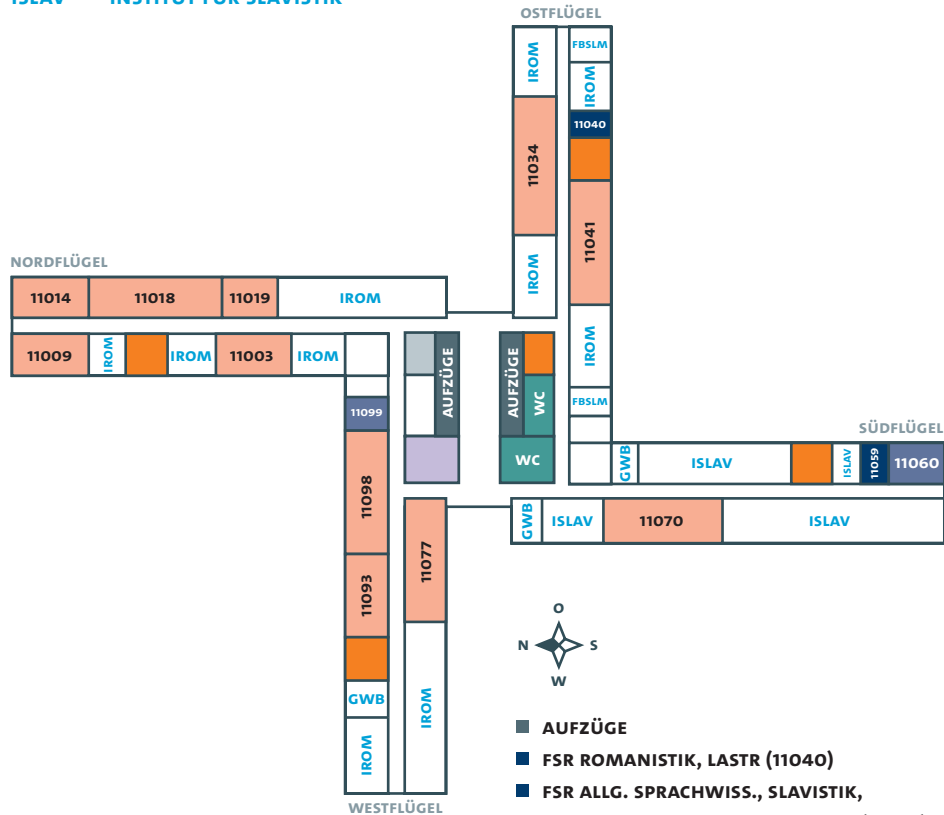 ISLAV INSTITUT FÜR SLAVISTIK
OSTFLÜGEL
IROM
FBSLM
IROM
11040
11034
11041
IROM
IROM
FBSLM
NORDFLÜGEL
11014 11018 11019 IROM
11009 IROM IROM 11003 IROM
AUFZÜGE
AUFZÜGE
WC
WC
11099
11098
11093
GWB
IROM
11077
IROM
WESTFLÜGEL
SÜDFLÜGEL
GWB ISLAV ISLAV 11059 11060
GWB ISLAV 11070 ISLAV
O
N S
W
AUFZÜGE
FSR ROMANISTIK, LASTR (11040)
FSR ALLG. SPRACHWISS., SLAVISTIK,